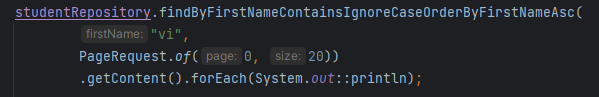 studentRepository.findByFirstNameContainsIgnoreCaseOrderByFirstNameAsc(
firstName: "vi",
PageRequest.of( page: 0, size: 20))
.getContent().forEach(System.out::println);